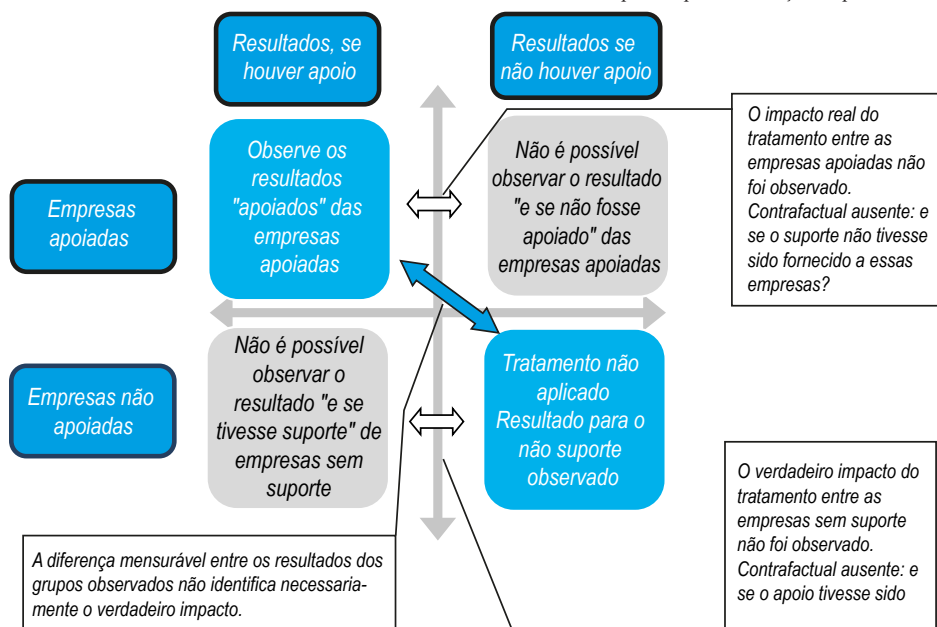 Resultados, se
houver apoio
Resultados se
não houver apoio
O impacto real do
tratamento entre as
empresas apoiadas não
foi observado.
Contrafactual ausente: e
se o suporte não tivesse
sido fornecido a essas
empresas?
Empresas
apoiadas
Observe os
resultados
"apoiados" das
empresas
apoiadas
Não é possível
observar o resultado
"e se não fosse
apoiado" das
empresas apoiadas
Empresas não
apoiadas
Não é possível
observar o
resultado "e se
tivesse suporte" de
empresas sem
suporte
Tratamento não
aplicado
Resultado para o
não suporte
observado
O verdadeiro impacto do
tratamento entre as
empresas sem suporte
não foi observado.
Contrafactual ausente: e
se o apoio tivesse sido
A diferença mensurável entre os resultados dos
grupos observados não identifica necessaria-
mente o verdadeiro impacto.